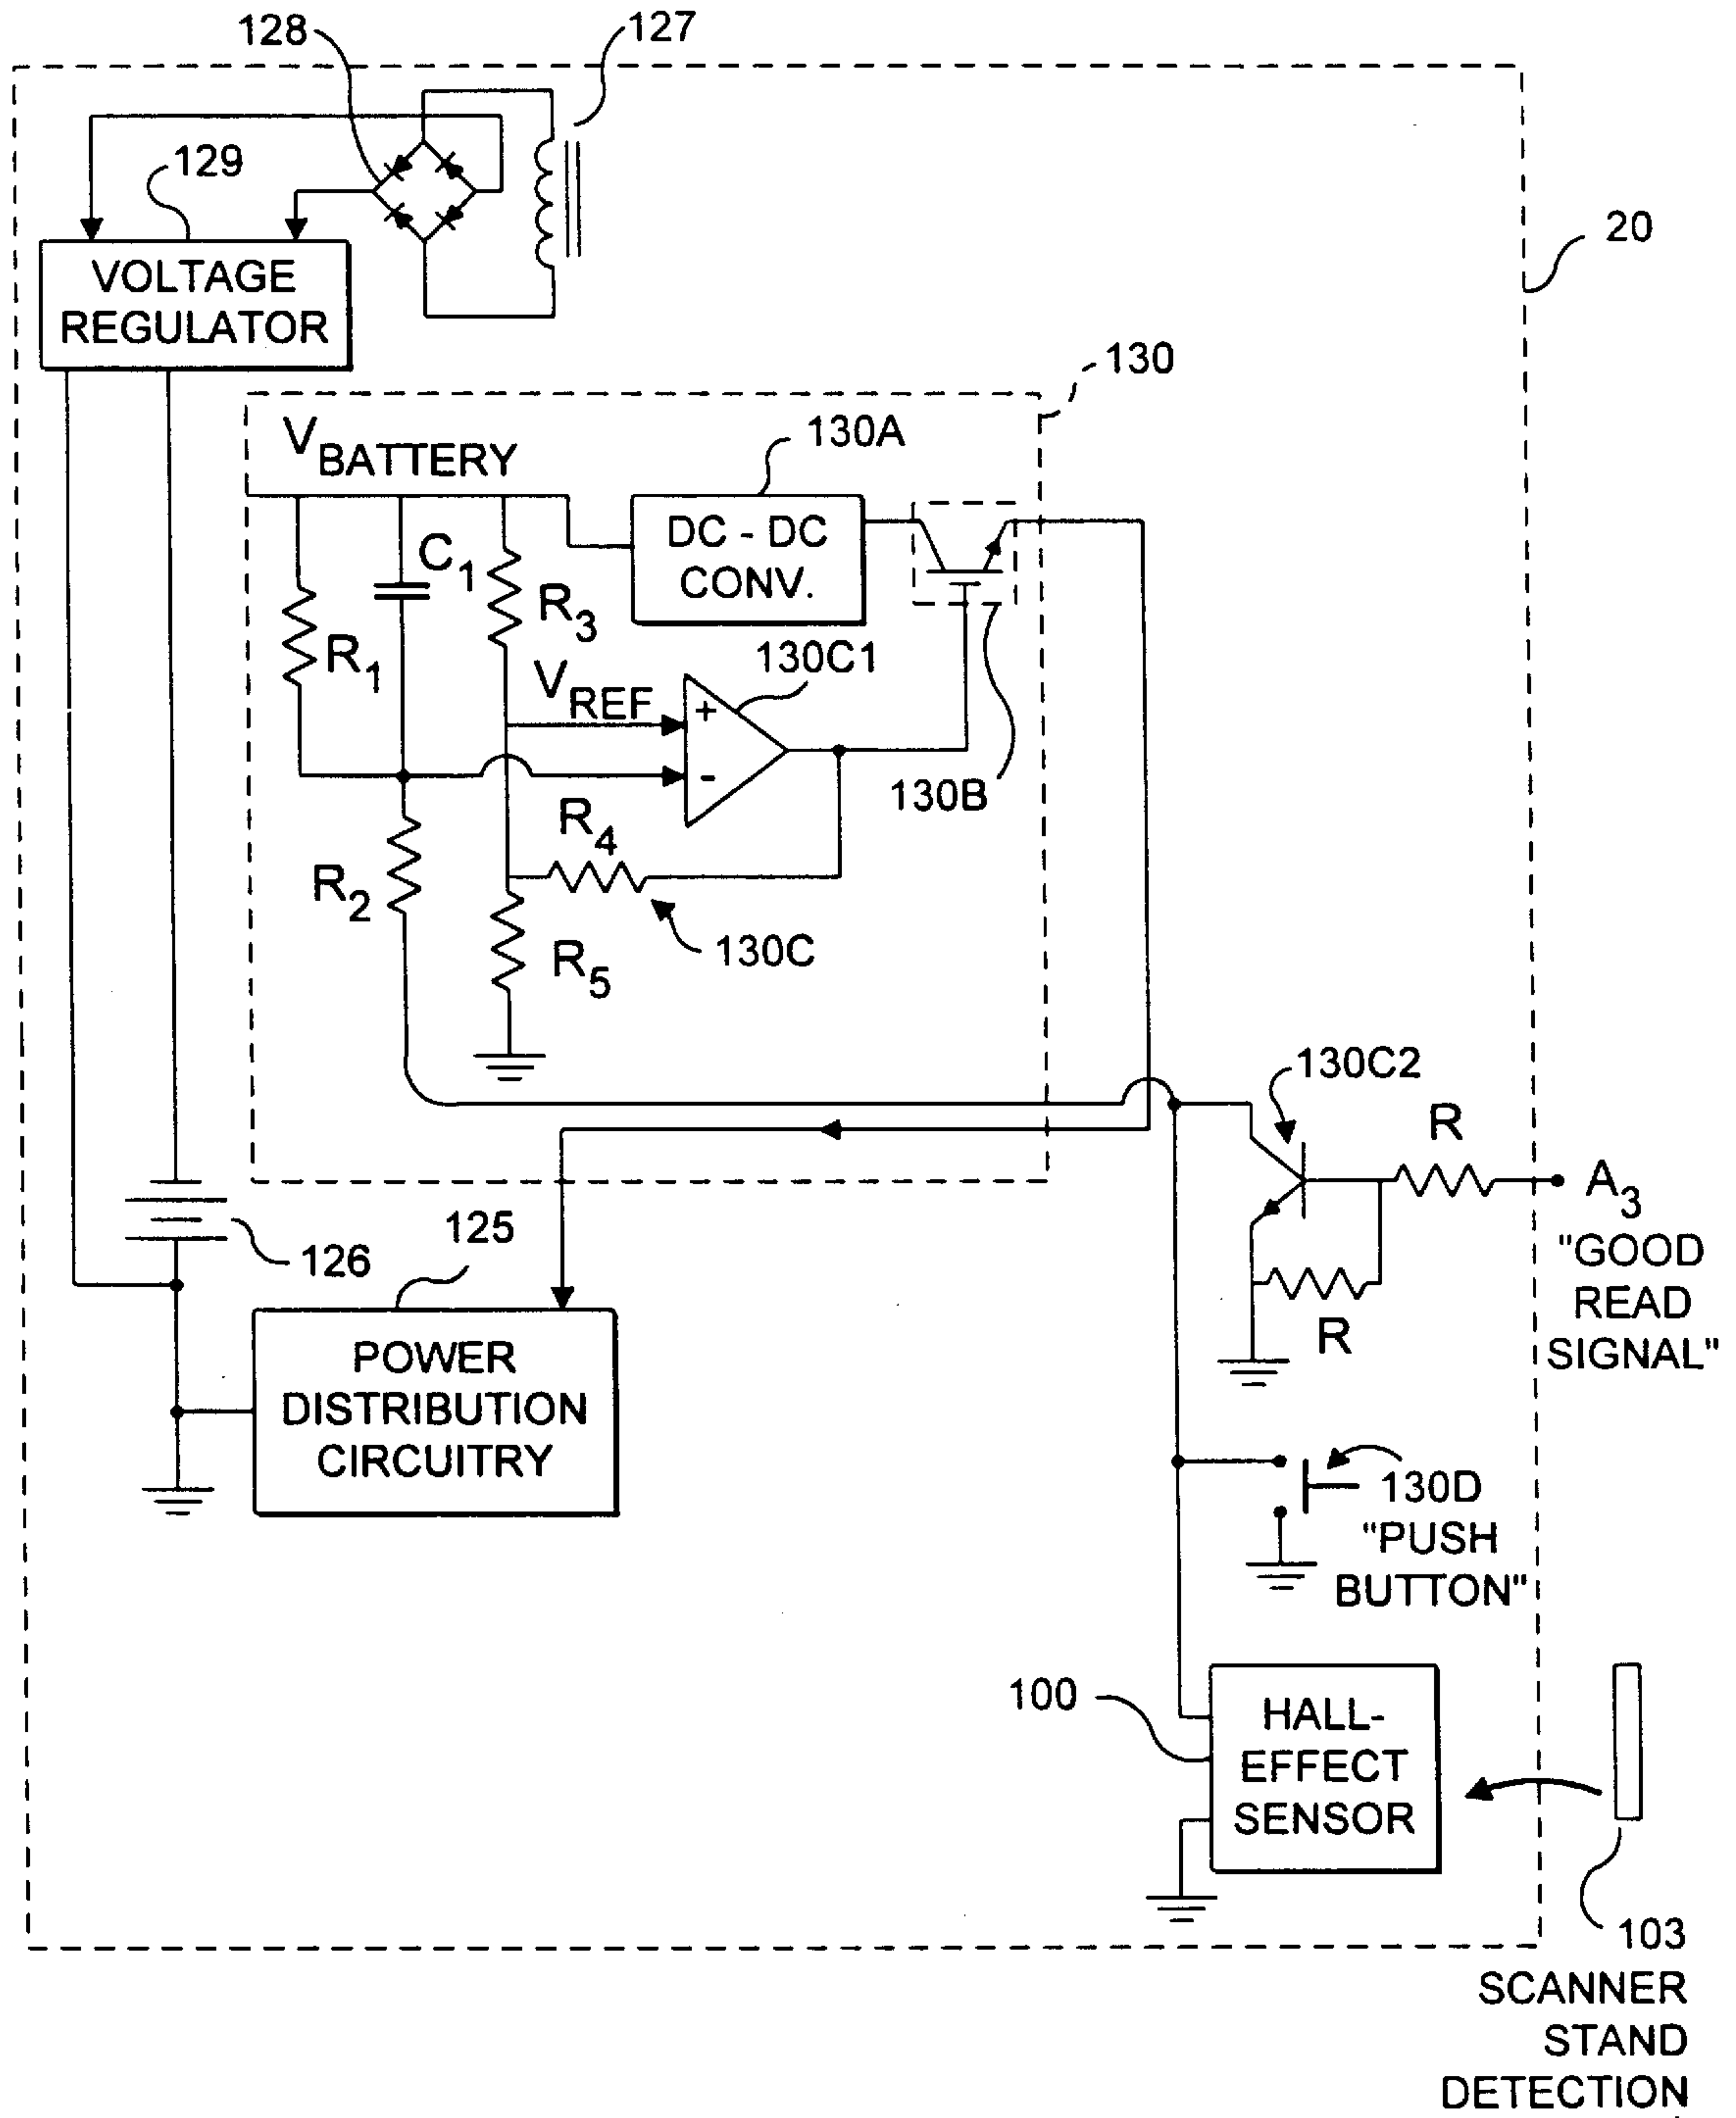 128
127
129
20
VOLTAGE
REGULATOR
130
V BATTERY
130A
DC - DC
CONV.
C1
R3
R1
130C1
VREF
+
-
130B
R4
R2
130C
R5
130C2
R
A3
"GOOD
READ
SIGNAL"
R
125
126
POWER
DISTRIBUTION
CIRCUITRY
130D
"PUSH
BUTTON"
100
HALL-
EFFECT
SENSOR
103
SCANNER
STAND
DETECTION